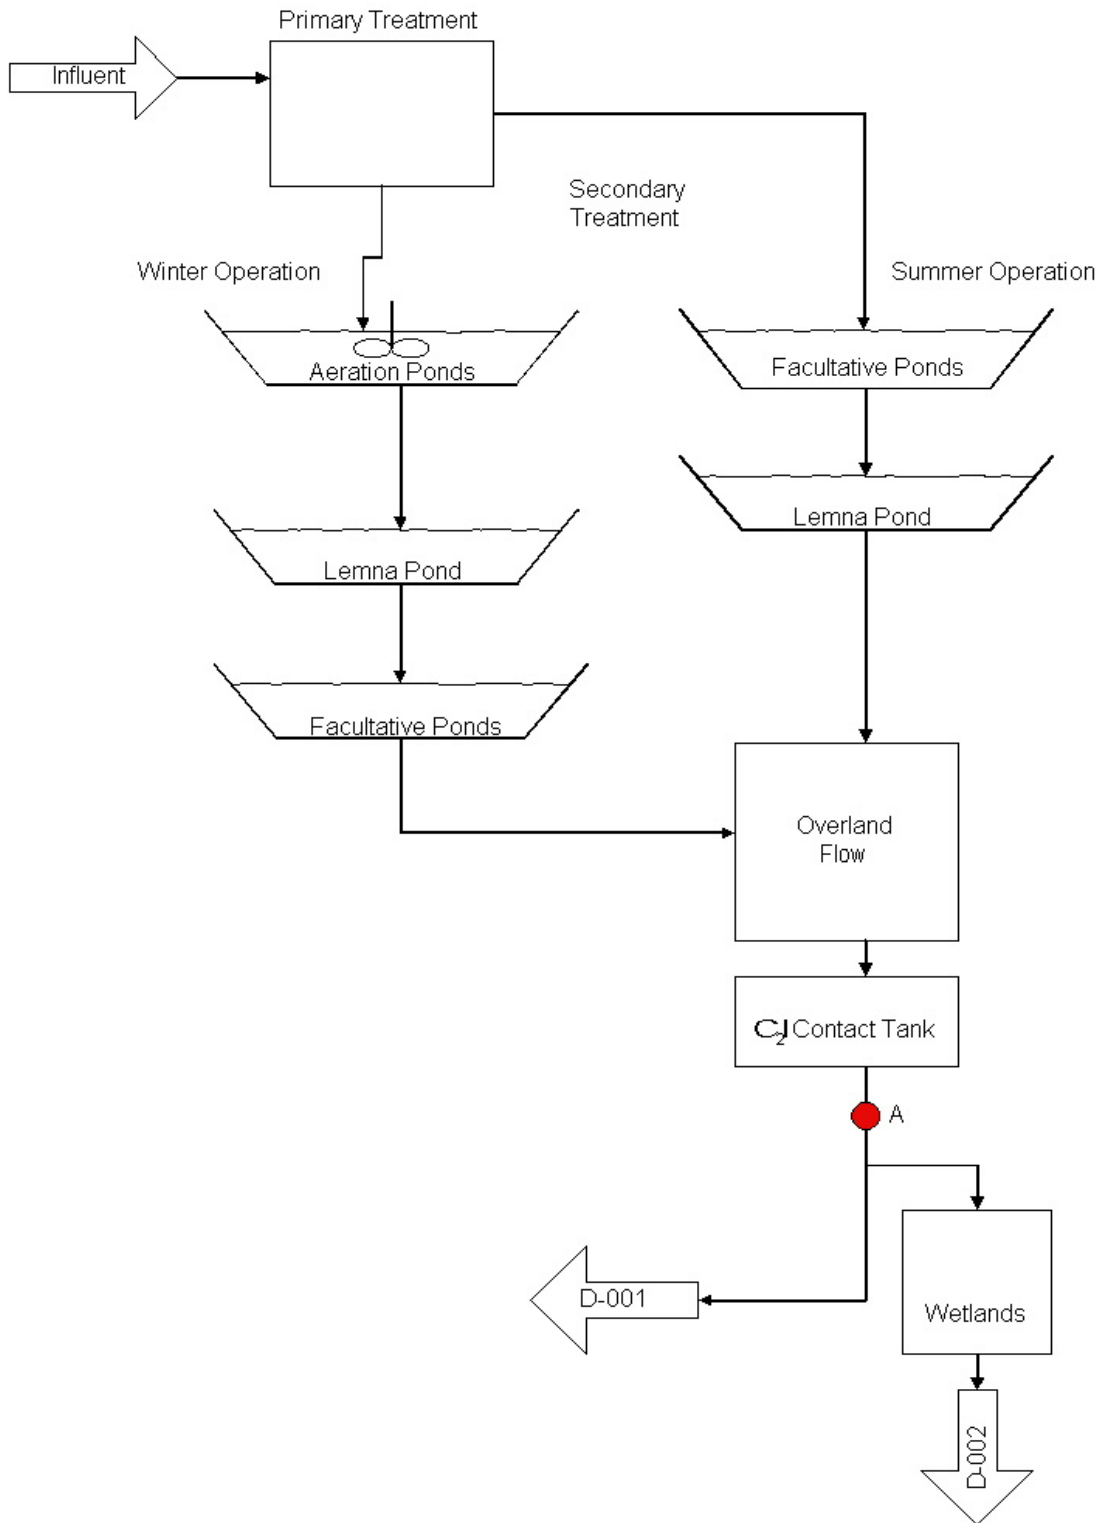 Primary Treatment
Influent
Secondary
Treatment
Winter Operation
Summer Operation
Aeration Ponds
Facultative Ponds
Lemna Pond
Lemna Pond
Facultative Ponds
Overland
Flow
C2l Contact Tank
A
D-001
Wetlands
D-002